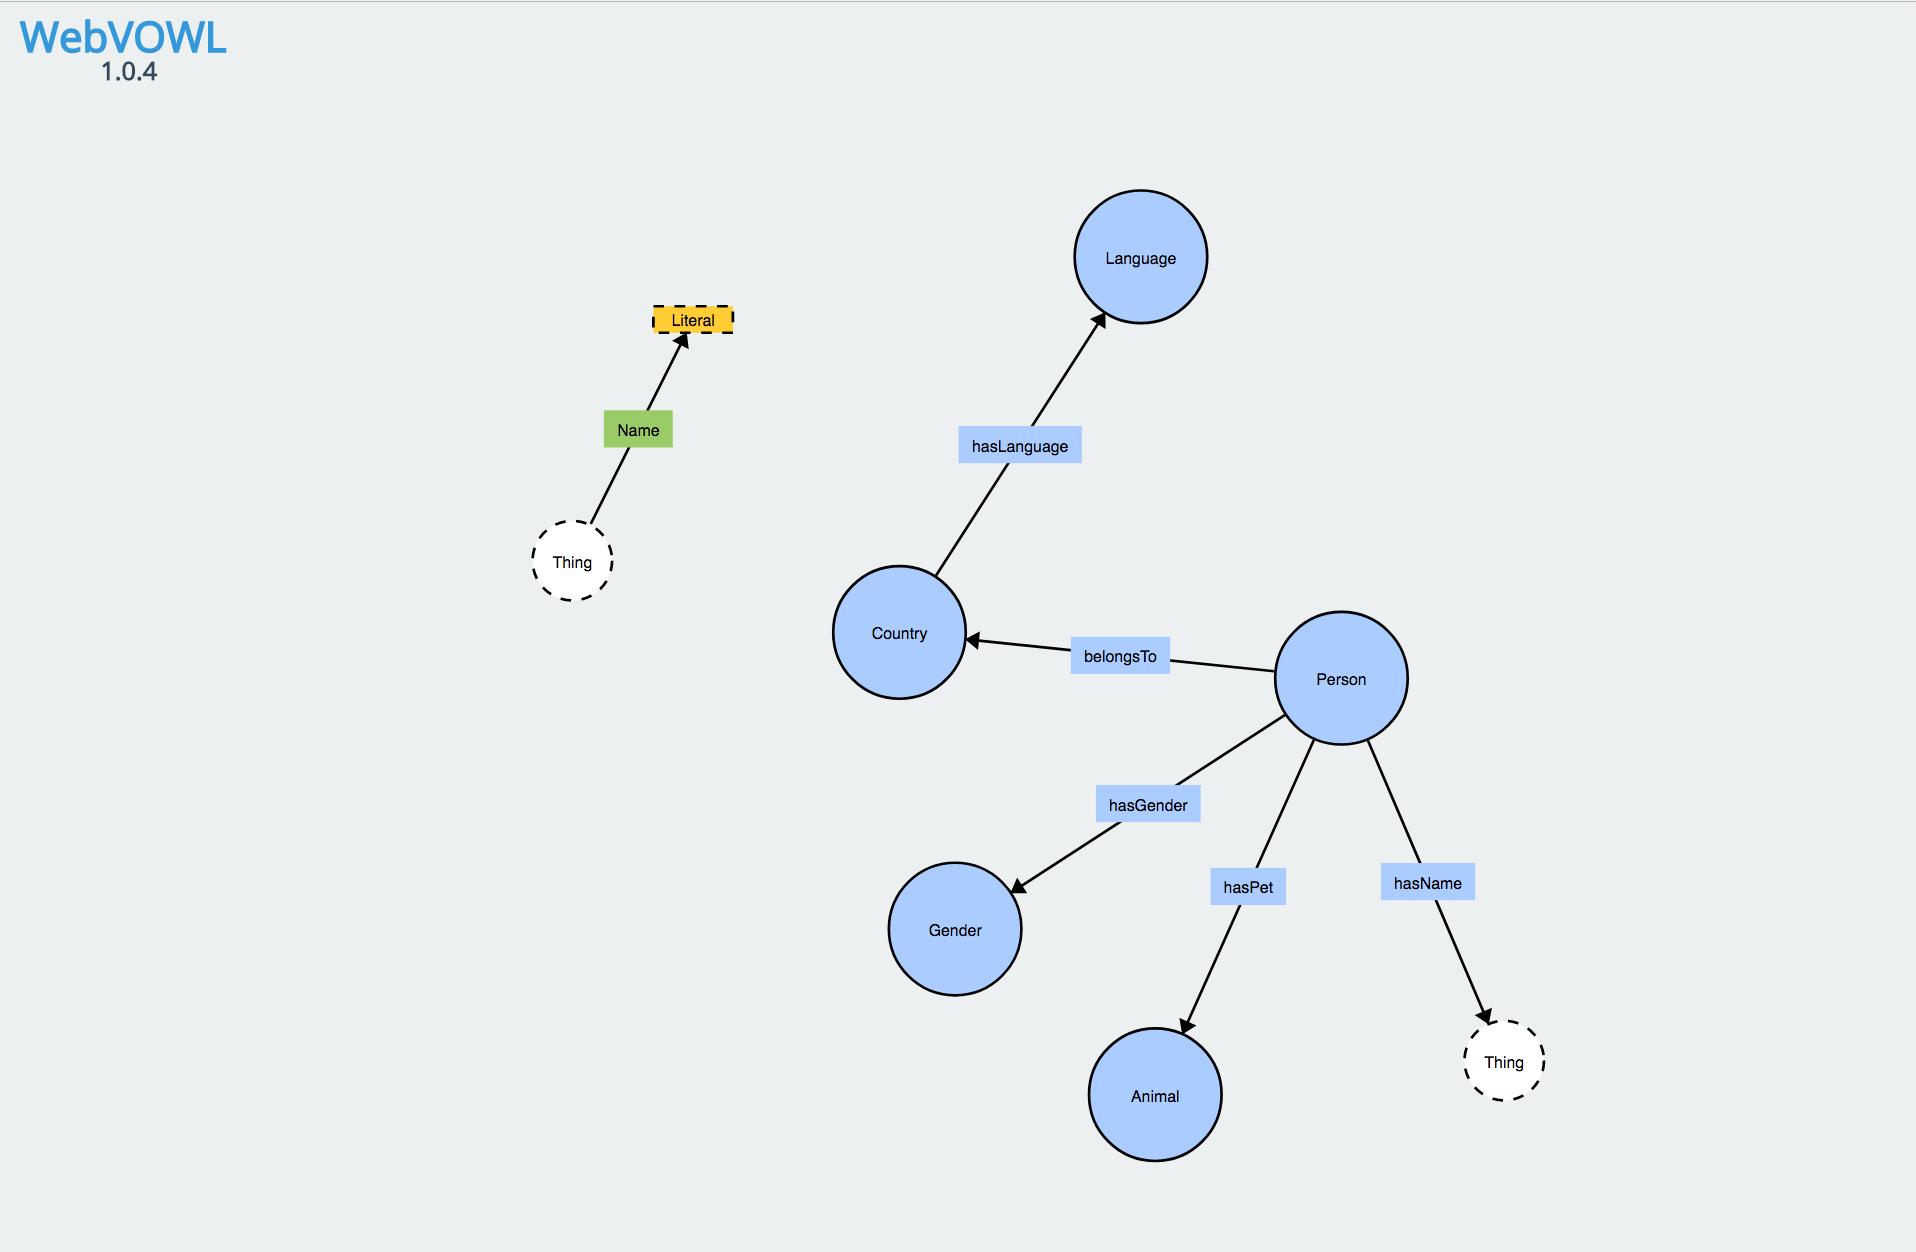 WebVOWL
1.0.4
Language
Literal
Name
hasLanguage
Thing
Country
belongsTo
Person
hasGender
hasPet
hasName
Gender
Thing
Animal